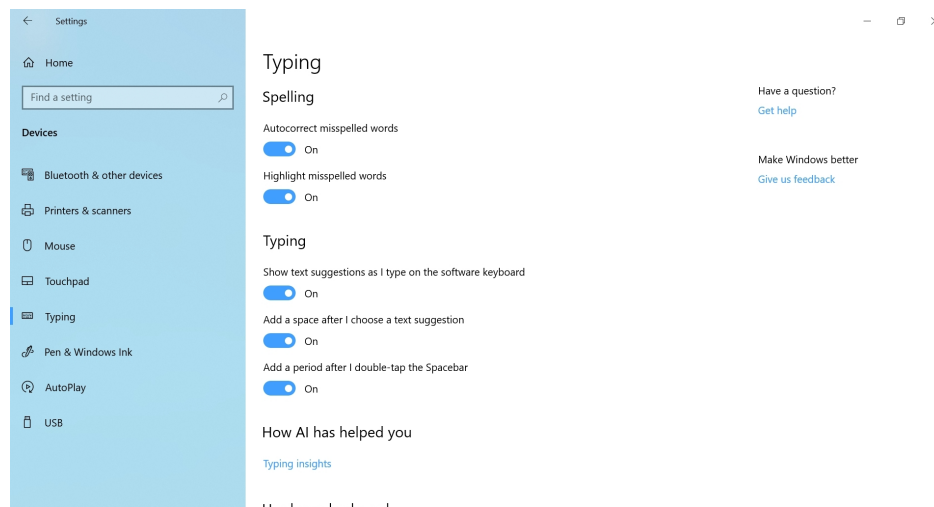 Settings
Home
Find a setting
Devices
Bluetooth & other devices
Printers & scanners
Mouse
Touchpad
Typing
Pen & Windows Ink
AutoPlay
USB
Typing
Spelling
Autocorrect misspelled words
On
Highlight misspelled words
On
Typing
Show text suggestions as I type on the software keyboard
On
Add a space after I choose a text suggestion
On
Add a period after I double-tap the Spacebar
On
How AI has helped you
Typing insights
Have a question?
Get help
Make Windows better
Give us feedback